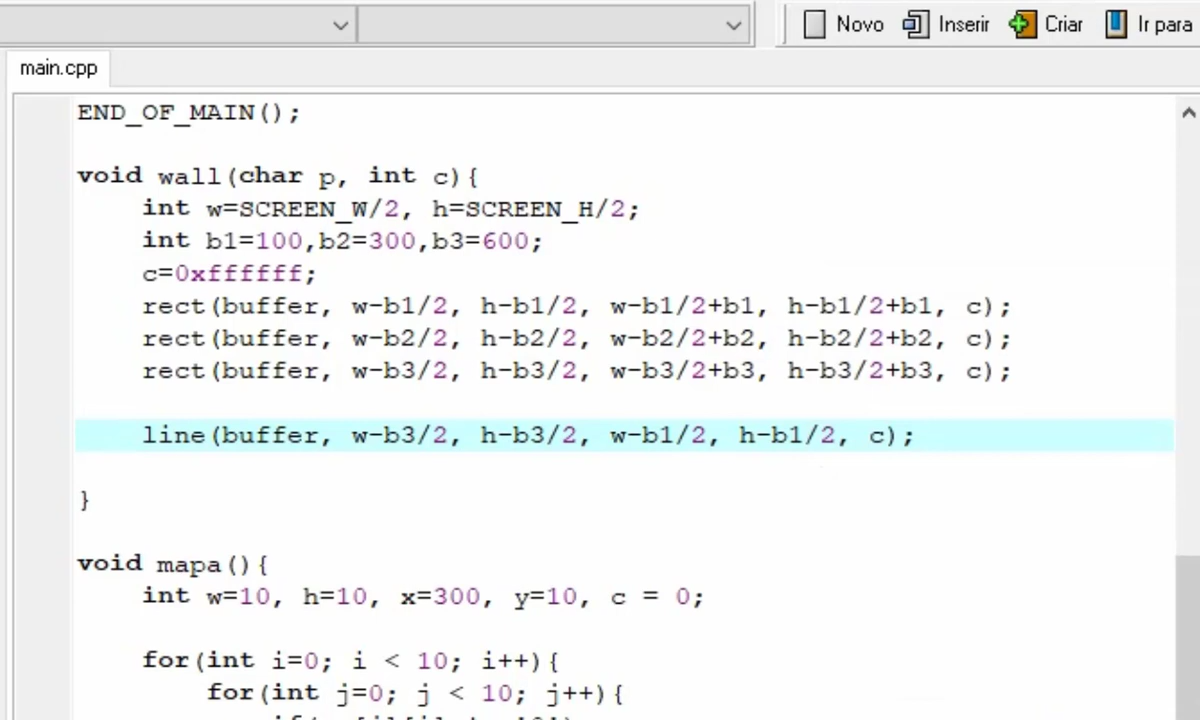 Novo Inserir Criar Ir para
main.cpp
END_OF_MAIN();
void wall(char p, int c){
int w=SCREEN_W/2, h=SCREEN_H/2;
int b1=100,b2=300,b3=600;
c=0xffffff;
rect(buffer, w-b1/2, h-b1/2, w-b1/2+b1, h-b1/2+b1, c);
rect(buffer, w-b2/2, h-b2/2, w-b2/2+b2, h-b2/2+b2, c);
rect(buffer, w-b3/2, h-b3/2, w-b3/2+b3, h-b3/2+b3, c);
line(buffer, w-b3/2, h-b3/2, w-b1/2, h-b1/2, c);
}
void mapa(){
int w=10, h=10, x=300, y=10, c = 0;
for(int i=0; i < 10; i++){
for(int j=0; j < 10; j++){